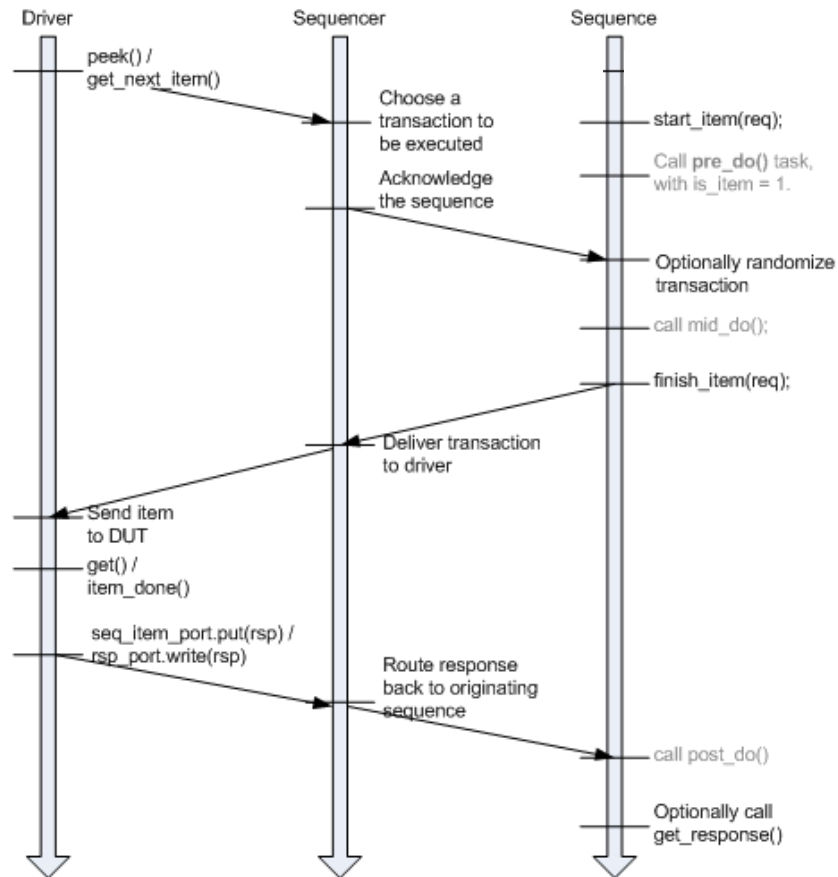 Driver
Sequencer
Sequence
peek() /
get_next_item()
Choose a
transaction to
be executed
start_item(req);
Call pre_do() task,
with is_item = 1.
Acknowledge
the sequence
Optionally randomize
transaction
call mid_do();
finish_item(req);
Deliver transaction
to driver
Send item
to DUT
get() /
item_done()
seq_item_port.put(rsp) /
rsp_port.write(rsp)
Route response
back to originating
sequence
call post_do()
Optionally call
get_response()